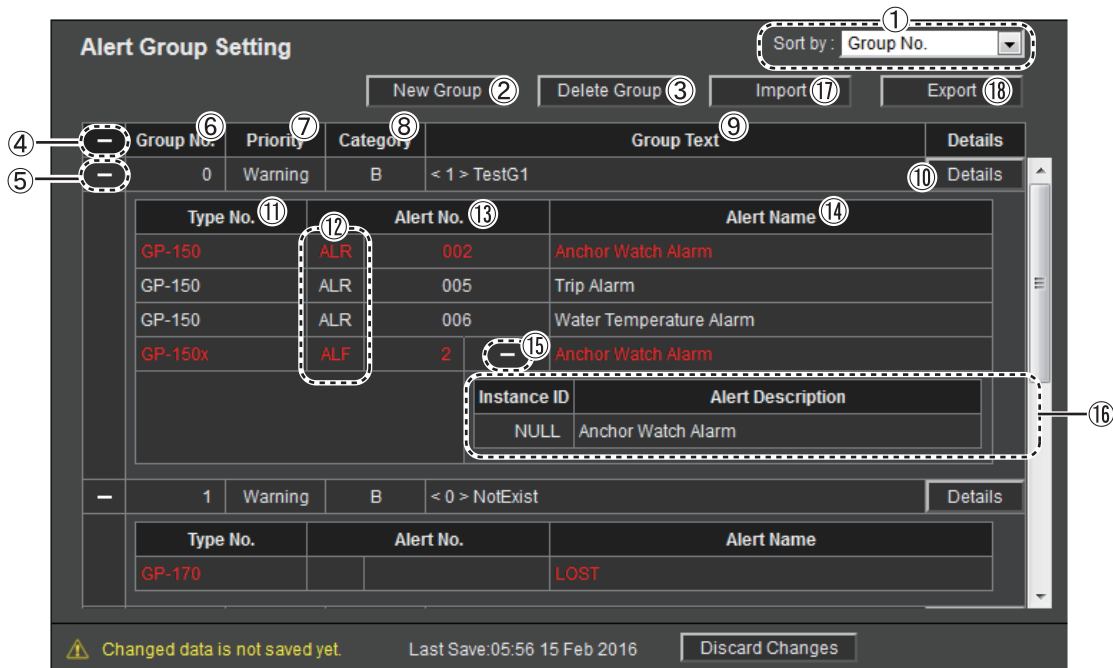 ①
Alert Group Setting Sort by : Group No.
New Group ② Delete Group ③ Import ⑰ Export ⑱
④ − Group No. ⑥ Priority ⑦ Category ⑧ Group Text ⑨ Details
⑤ − 0 Warning B < 1 > TestG1 ⑩ Details
Type No. ⑪ ⑫ Alert No. ⑬ Alert Name ⑭
GP-150 ALR 002 Anchor Watch Alarm
GP-150 ALR 005 Trip Alarm
GP-150 ALR 006 Water Temperature Alarm
GP-150x ALF 2 − ⑮ Anchor Watch Alarm
Instance ID Alert Description
⑯
NULL Anchor Watch Alarm
− 1 Warning B < 0 > NotExist Details
Type No. Alert No. Alert Name
GP-170 LOST
Changed data is not saved yet. Last Save:05:56 15 Feb 2016 Discard Changes